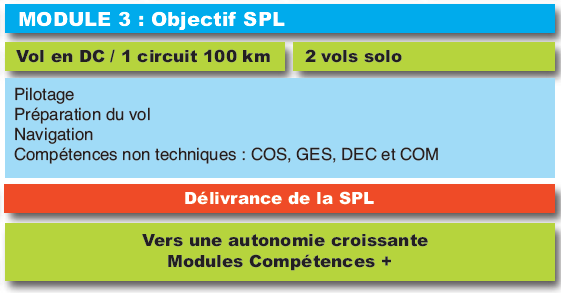 MODULE 3 : Objectif SPL
Vol en DC / 1 circuit 100 km
2 vols solo
Pilotage
Préparation du vol
Navigation
Compétences non techniques : COS, GES, DEC et COM
Délivrance de la SPL
Vers une autonomie croissante
Modules Compétences +